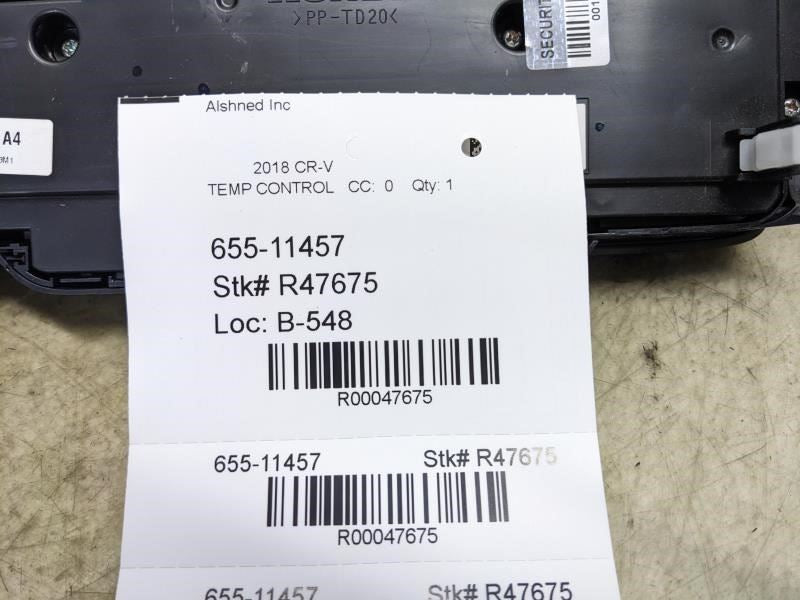 >PP-TD20<
SECURIT
001
A4
Alshned Inc
2018 CR-V
TEMP CONTROL CC: 0 Qty: 1
655-11457
Stk# R47675
Loc: B-548
R00047675
655-11457 Stk# R47675
R00047675
655-11457 Stk# R47675